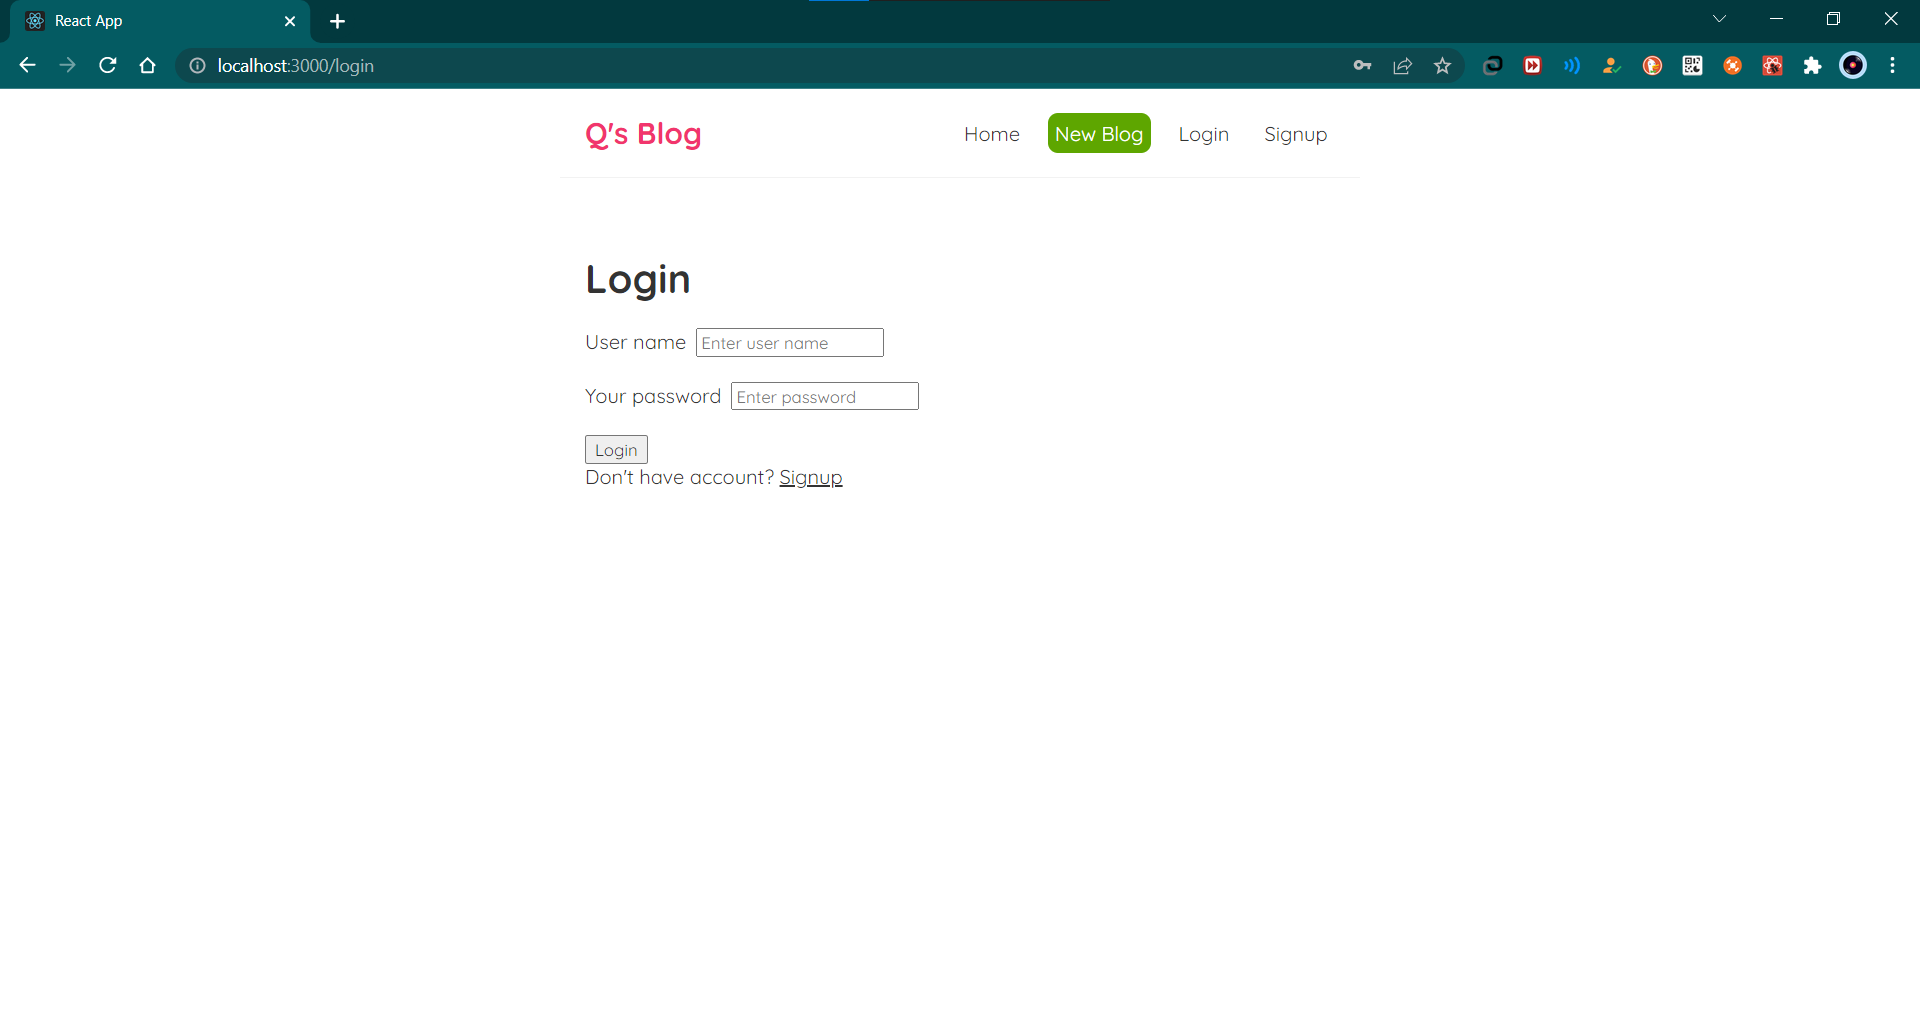 React App
localhost:3000/login
Q's Blog
Home
New Blog
Login
Signup
Login
User name
Enter user name
Your password
Enter password
Login
Don't have account? Signup